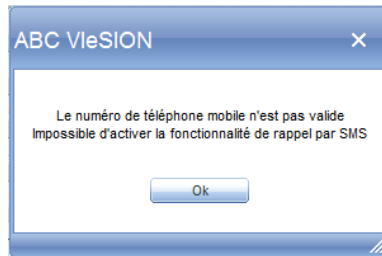 ABC VIeSION
Le numéro de téléphone mobile n'est pas valide
Impossible d'activer la fonctionnalité de rappel par SMS
Ok